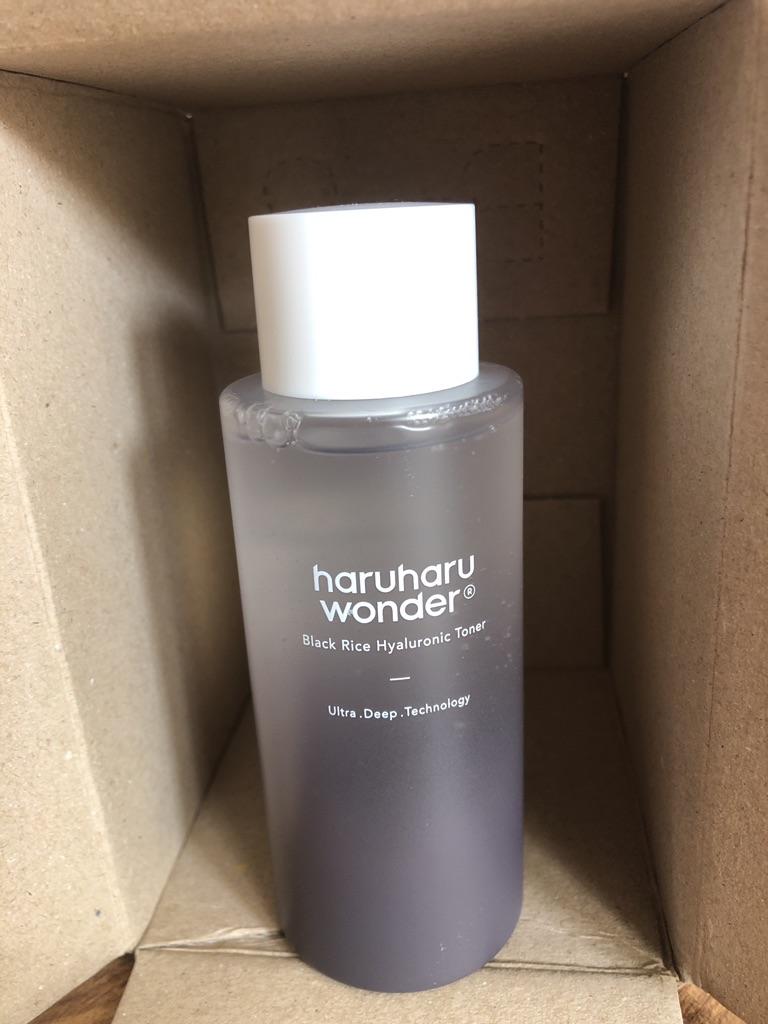 haruharu
wonder®
Black Rice Hyaluronic Toner
Ultra.Deep.Technology